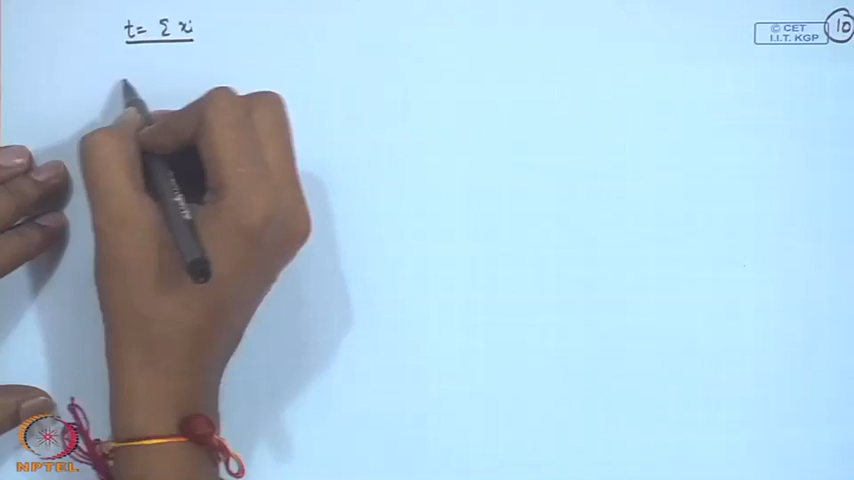 t = Σ xi
© CET
I.I.T. KGP
10
NPTEL